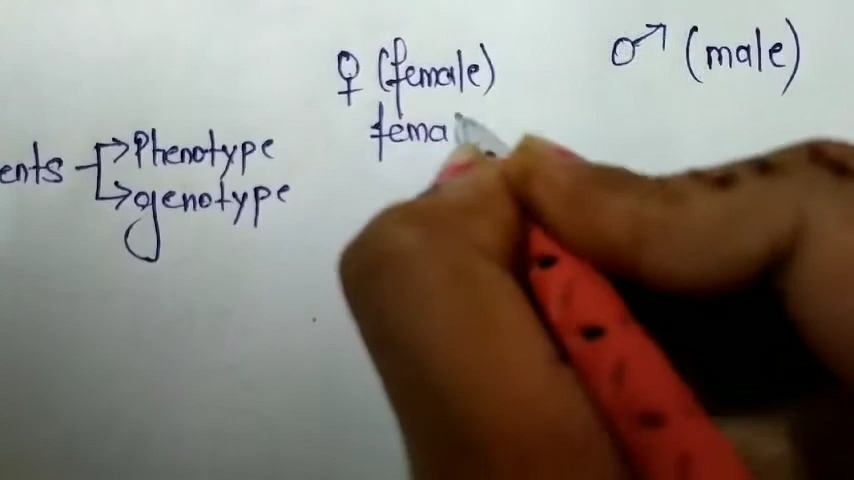 ♀ (female) ♂ (male)
fema
ents Phenotype
genotype